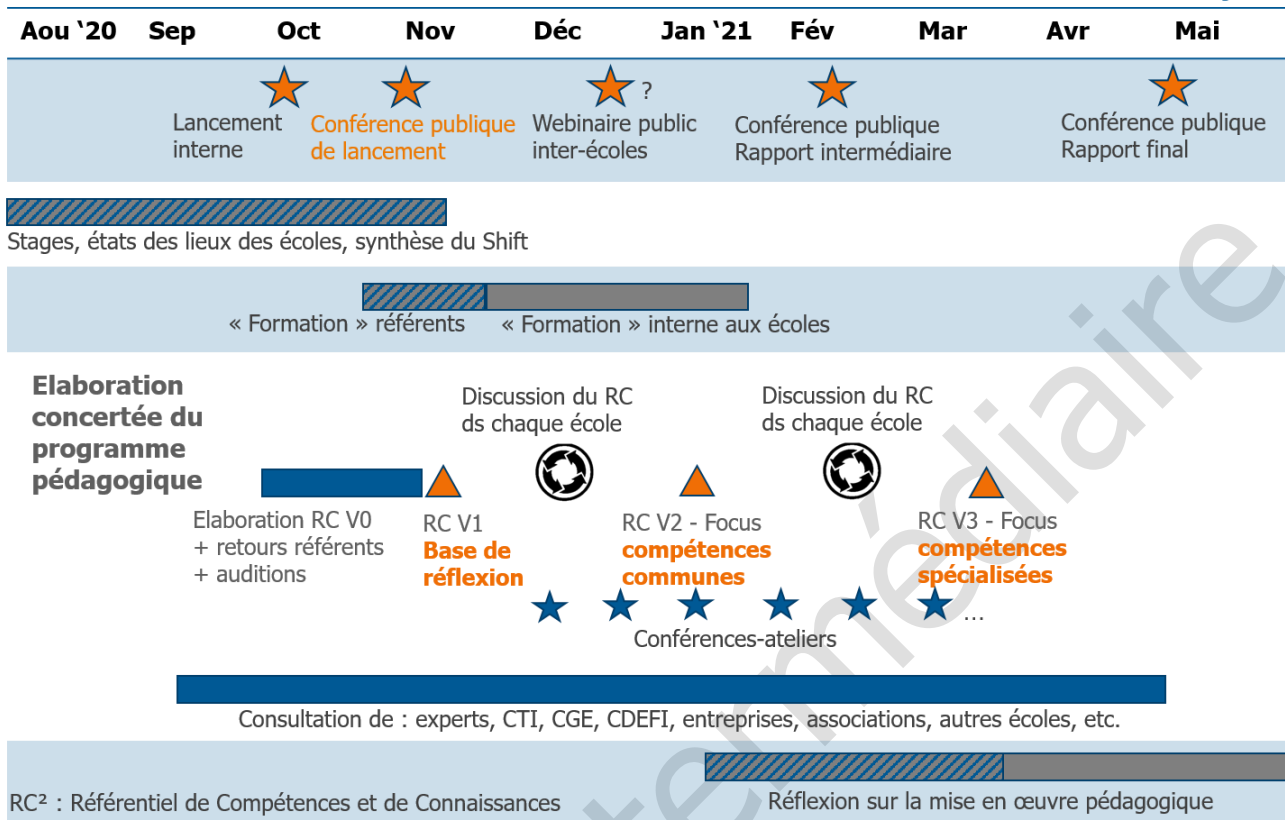 Aou ‘20 Sep Oct Nov Déc Jan ‘21 Fév Mar Avr Mai
?
Lancement
interne
Conférence publique
de lancement
Webinaire public
inter-écoles
Conférence publique
Rapport intermédiaire
Conférence publique
Rapport final
Stages, états des lieux des écoles, synthèse du Shift
« Formation » référents
« Formation » interne aux écoles
Elaboration
concertée du
programme
pédagogique
Discussion du RC
ds chaque école
Discussion du RC
ds chaque école
Elaboration RC V0
+ retours référents
+ auditions
RC V1
Base de
réflexion
RC V2 - Focus
compétences
communes
RC V3 - Focus
compétences
spécialisées
...
Conférences-ateliers
Consultation de : experts, CTI, CGE, CDEFI, entreprises, associations, autres écoles, etc.
RC² : Référentiel de Compétences et de Connaissances
Réflexion sur la mise en œuvre pédagogique
termédiaire